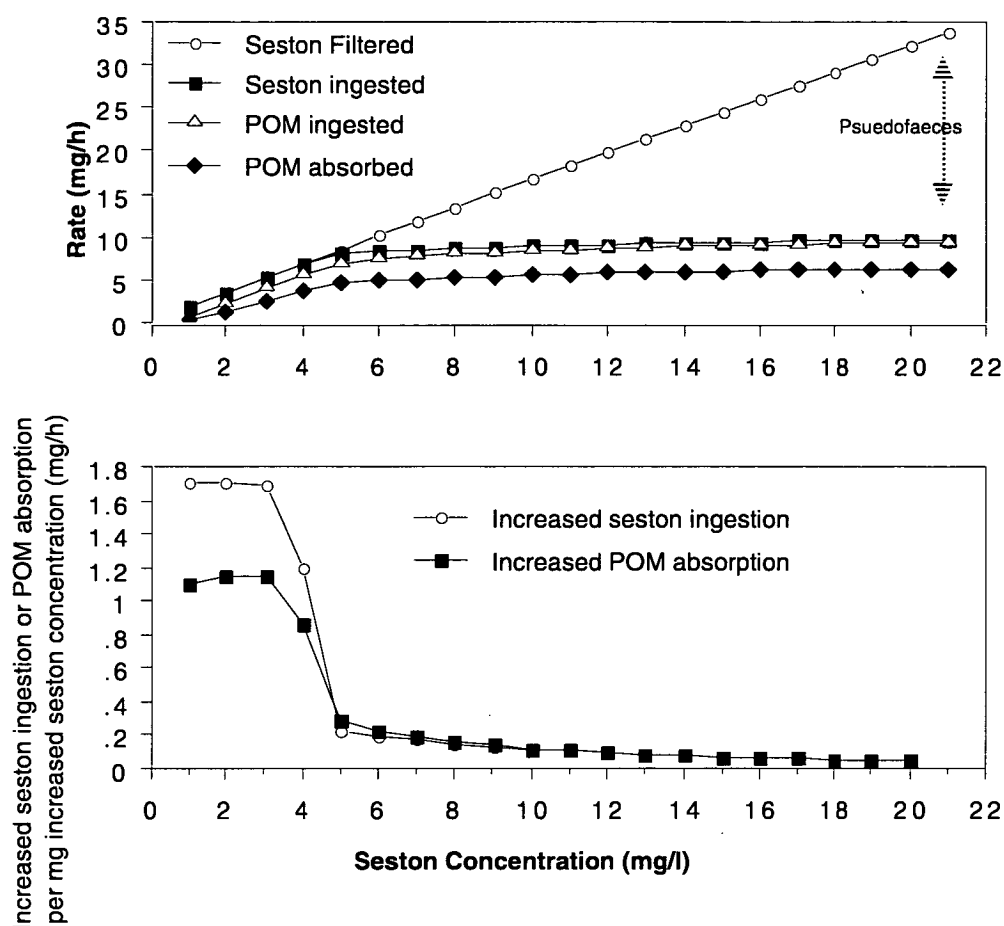 35
30
25
20
15
10
5
0
Rate (mg/h)
Seston Filtered
Seston ingested
POM ingested
POM absorbed
Psuedofaeces
0 2 4 6 8 10 12 14 16 18 20 22
ncreased seston ingestion or POM absorption
per mg increased seston concentration (mg/h)
1.8
1.6
1.4
1.2
1
.8
.6
.4
.2
0
Increased seston ingestion
Increased POM absorption
0 2 4 6 8 10 12 14 16 18 20 22
Seston Concentration (mg/l)